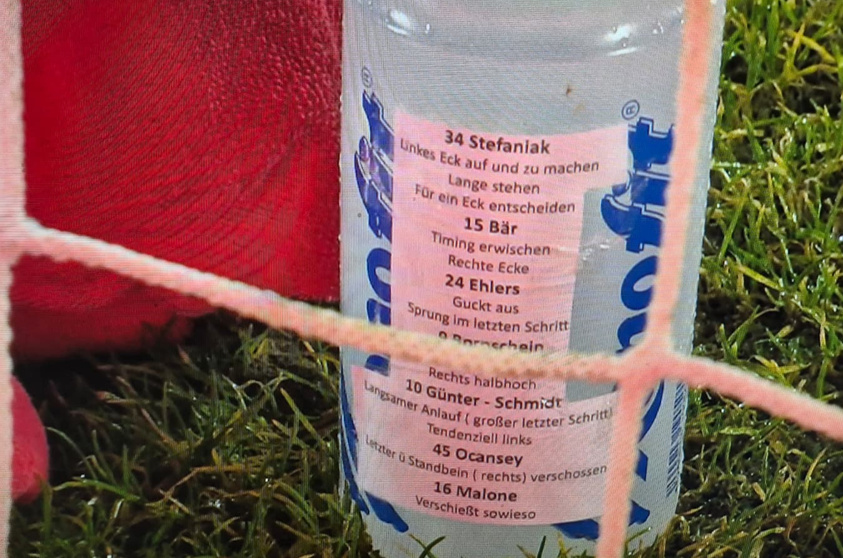 34 Stefaniak
Linkes Eck auf und zu machen
Lange stehen
Für ein Eck entscheiden
15 Bär
Timing erwischen
Rechte Ecke
24 Ehlers
Guckt aus
Sprung im letzten Schritt
9 Bornschein
Rechts halbhoch
10 Günter - Schmidt
Langsamer Anlauf ( großer letzter Schritt)
Tendenziell links
45 Ocansey
Letzter ü Standbein ( rechts) verschossen
16 Malone
Verschießt sowieso